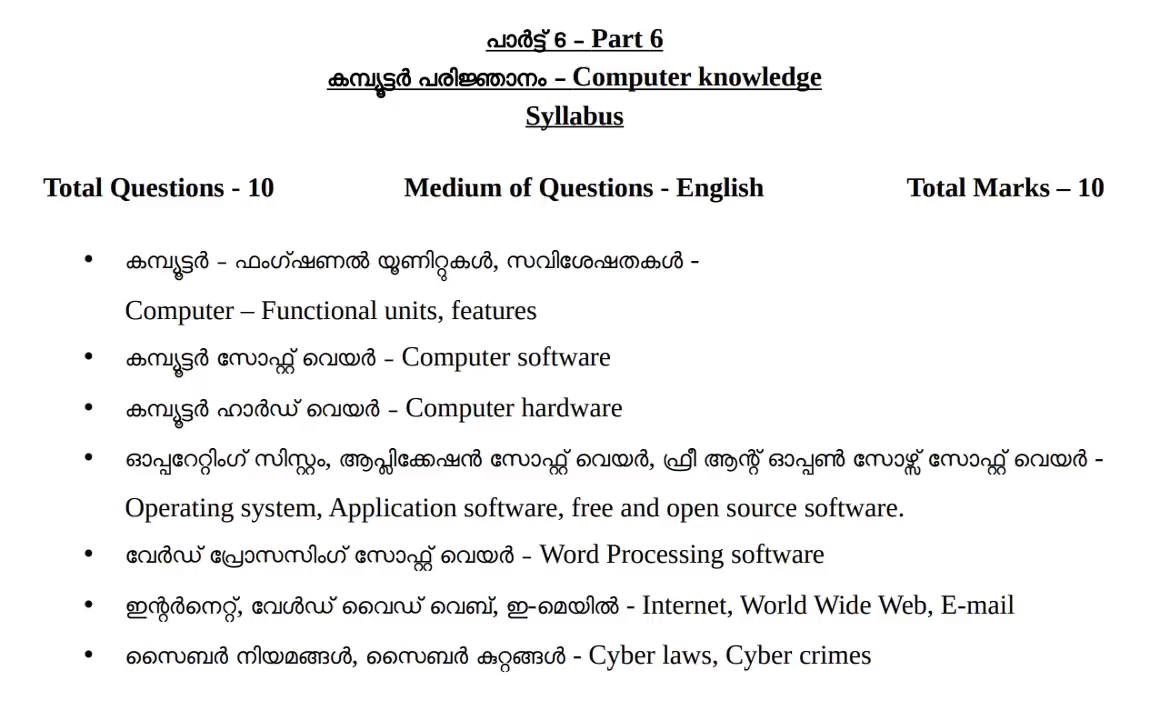 പാർട്ട് 6 – Part 6
കമ്പ്യൂട്ടർ പരിജ്ഞാനം – Computer knowledge
Syllabus
Total Questions - 10 Medium of Questions - English Total Marks – 10
• കമ്പ്യൂട്ടർ – ഫംഗ്ഷണൽ യൂണിറ്റുകൾ, സവിശേഷതകൾ -
Computer – Functional units, features
• കമ്പ്യൂട്ടർ സോഫ്റ്റ് വെയർ – Computer software
• കമ്പ്യൂട്ടർ ഹാർഡ് വെയർ – Computer hardware
• ഓപ്പറേറ്റിംഗ് സിസ്റ്റം, ആപ്ലിക്കേഷൻ സോഫ്റ്റ് വെയർ, ഫ്രീ ആന്റ് ഓപ്പൺ സോഴ്സ് സോഫ്റ്റ് വെയർ -
Operating system, Application software, free and open source software.
• വേർഡ് പ്രോസസിംഗ് സോഫ്റ്റ് വെയർ – Word Processing software
• ഇന്റർനെറ്റ്, വേൾഡ് വൈഡ് വെബ്, ഇ-മെയിൽ - Internet, World Wide Web, E-mail
• സൈബർ നിയമങ്ങൾ, സൈബർ കുറ്റങ്ങൾ - Cyber laws, Cyber crimes